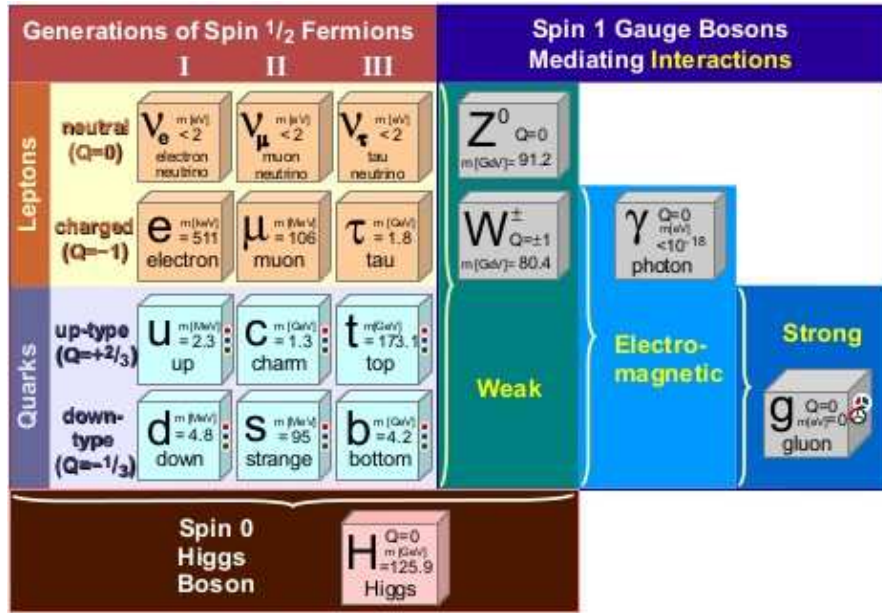 Generations of Spin 1/2 Fermions
I II III
Spin 1 Gauge Bosons
Mediating Interactions
Leptons
neutral
(Q=0)
νe m [eV] < 2
electron
neutrino
νμ m [eV] < 2
muon
neutrino
ντ m [eV] < 2
tau
neutrino
Z0 Q=0
m [GeV]= 91.2
charged
(Q=−1)
e m [keV] = 511
electron
μ m [MeV] = 106
muon
τ m [GeV] = 1.8
tau
W± Q=±1
m [GeV]= 80.4
γ Q=0
m[eV]
<10-18
photon
Quarks
up-type
(Q=+2/3)
u m [MeV] = 2.3
up
c m [GeV] = 1.3
charm
t m[GeV] = 173.1
top
down-
type
(Q=−1/3)
d m [MeV] =4.8
down
s m [MeV] = 95
strange
b m [GeV] =4.2
bottom
Weak
Electro-
magnetic
Strong
g Q=0
m[eV]=0
gluon
Spin 0
Higgs
Boson
H Q=0
m [GeV]
=125.9
Higgs